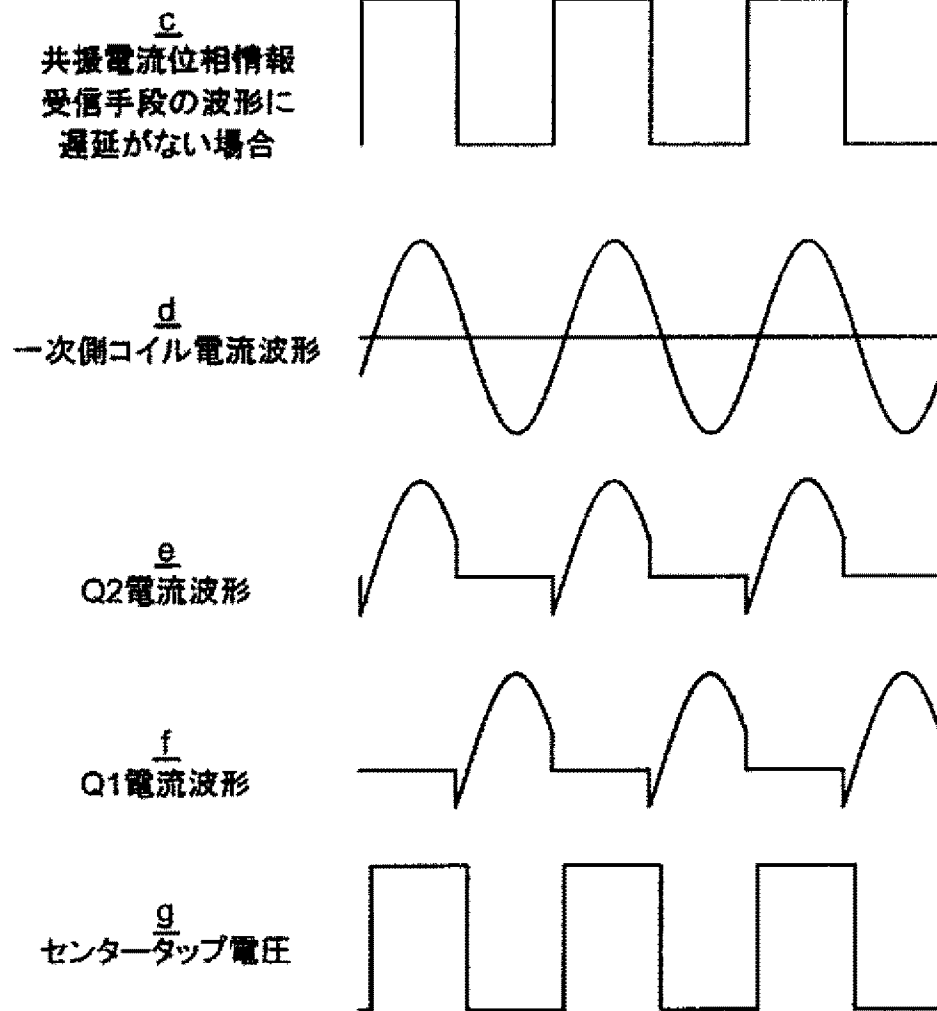 c
共振電流位相情報
受信手段の波形に
遅延がない場合
d
一次側コイル電流波形
e
Q2電流波形
f
Q1電流波形
g
センタータップ電圧